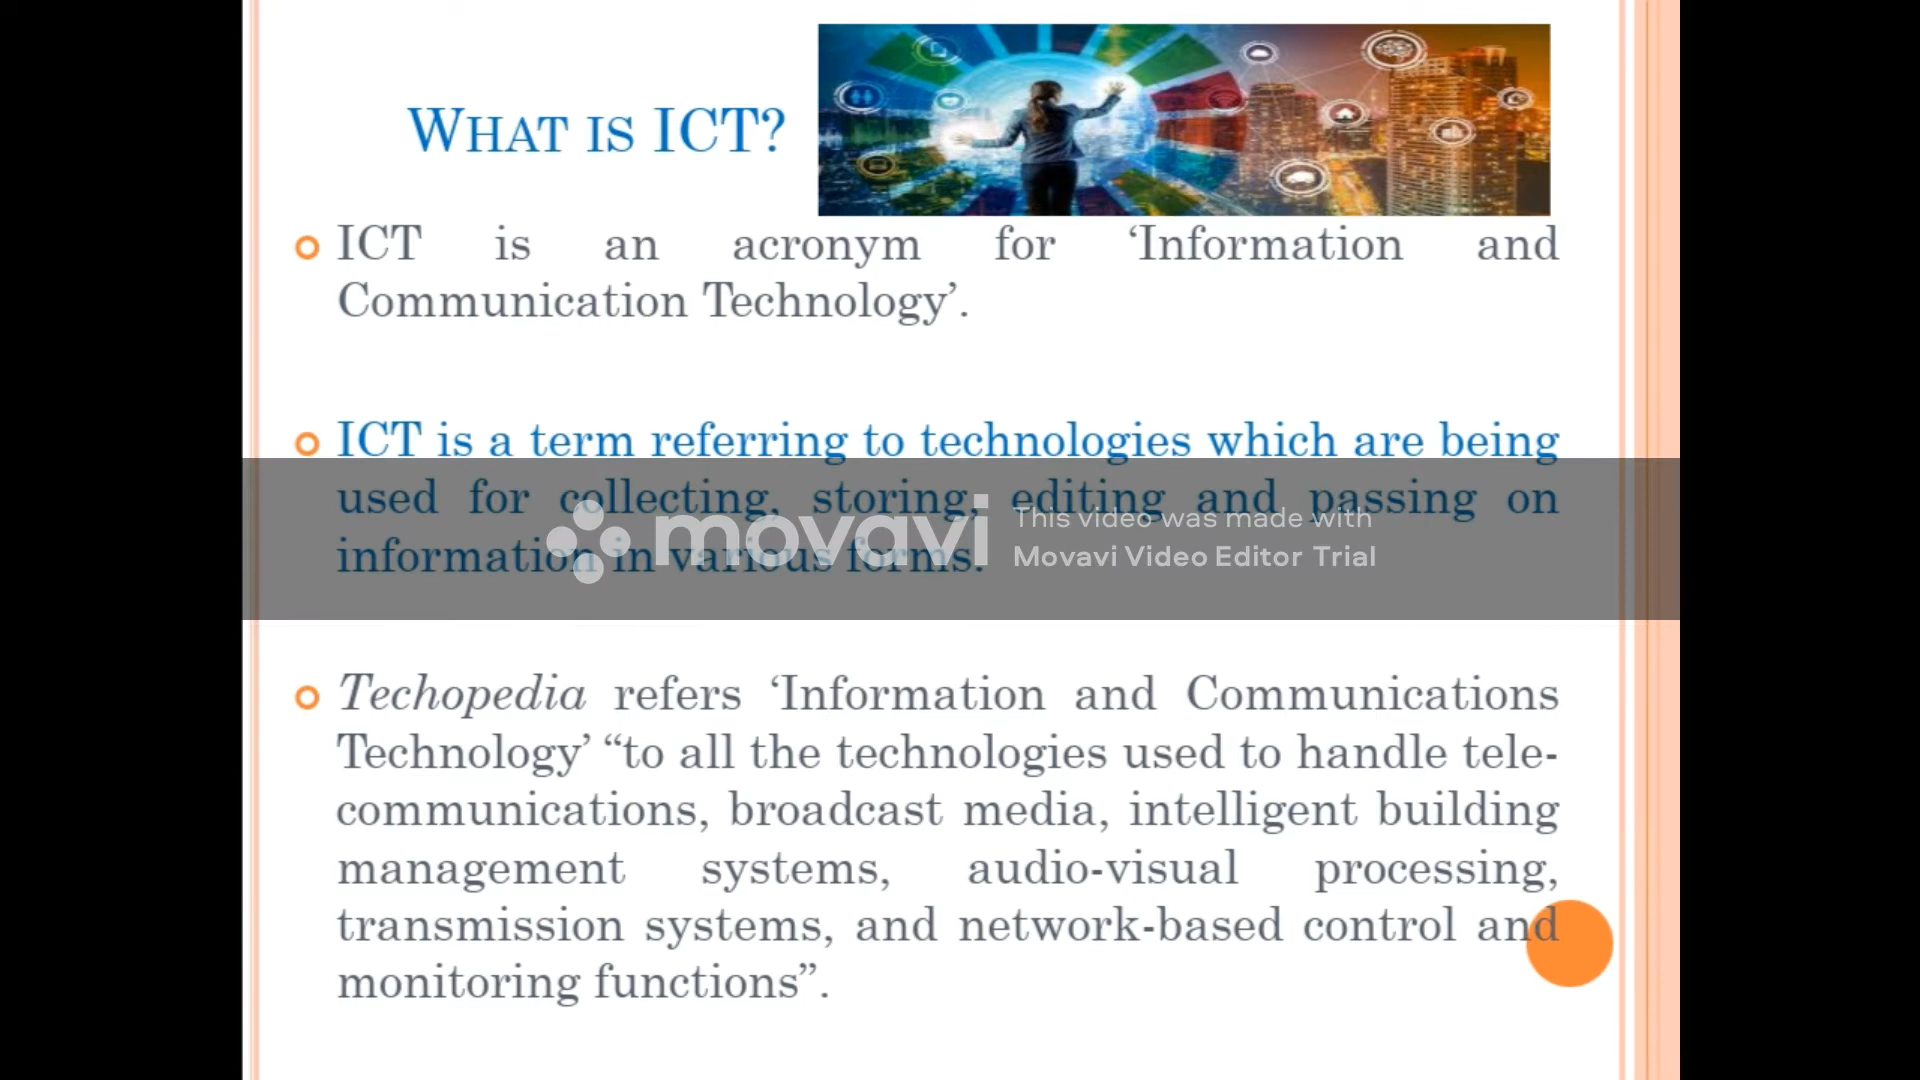 WHAT IS ICT?
ICT is an acronym for ‘Information and
Communication Technology’.
ICT is a term referring to technologies which are being
used for collecting, storing, editing and passing on
information in various forms.
movavi
This video was made with
Movavi Video Editor Trial
Techopedia refers ‘Information and Communications
Technology’ “to all the technologies used to handle tele-
communications, broadcast media, intelligent building
management systems, audio-visual processing,
transmission systems, and network-based control and
monitoring functions”.